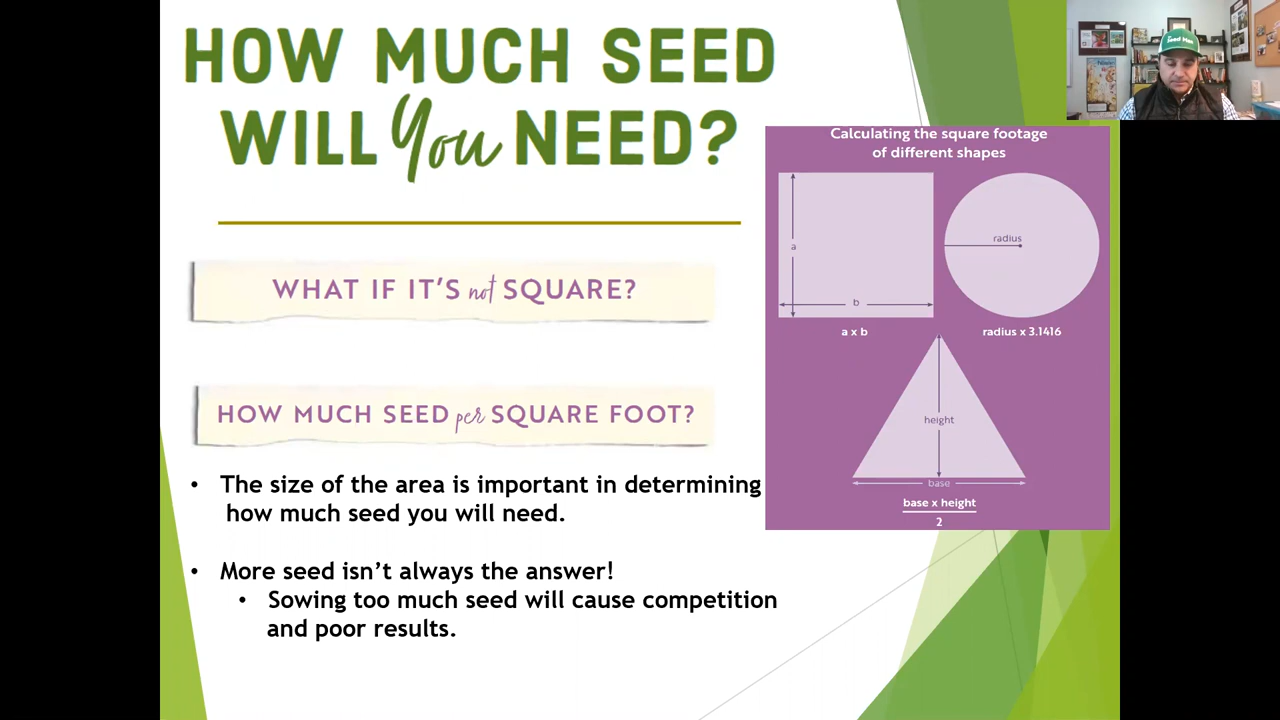 HOW MUCH SEED
WILL You NEED?
WHAT IF IT'S not SQUARE?
HOW MUCH SEED per SQUARE FOOT?
• The size of the area is important in determining
how much seed you will need.
• More seed isn't always the answer!
• Sowing too much seed will cause competition
and poor results.
Calculating the square footage
of different shapes
a
b
a x b
radius
radius x 3.1416
height
base
base x height
2